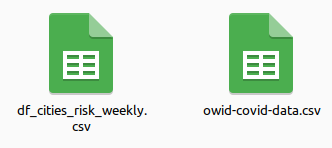 df_cities_risk_weekly.
csv
owid-covid-data.csv